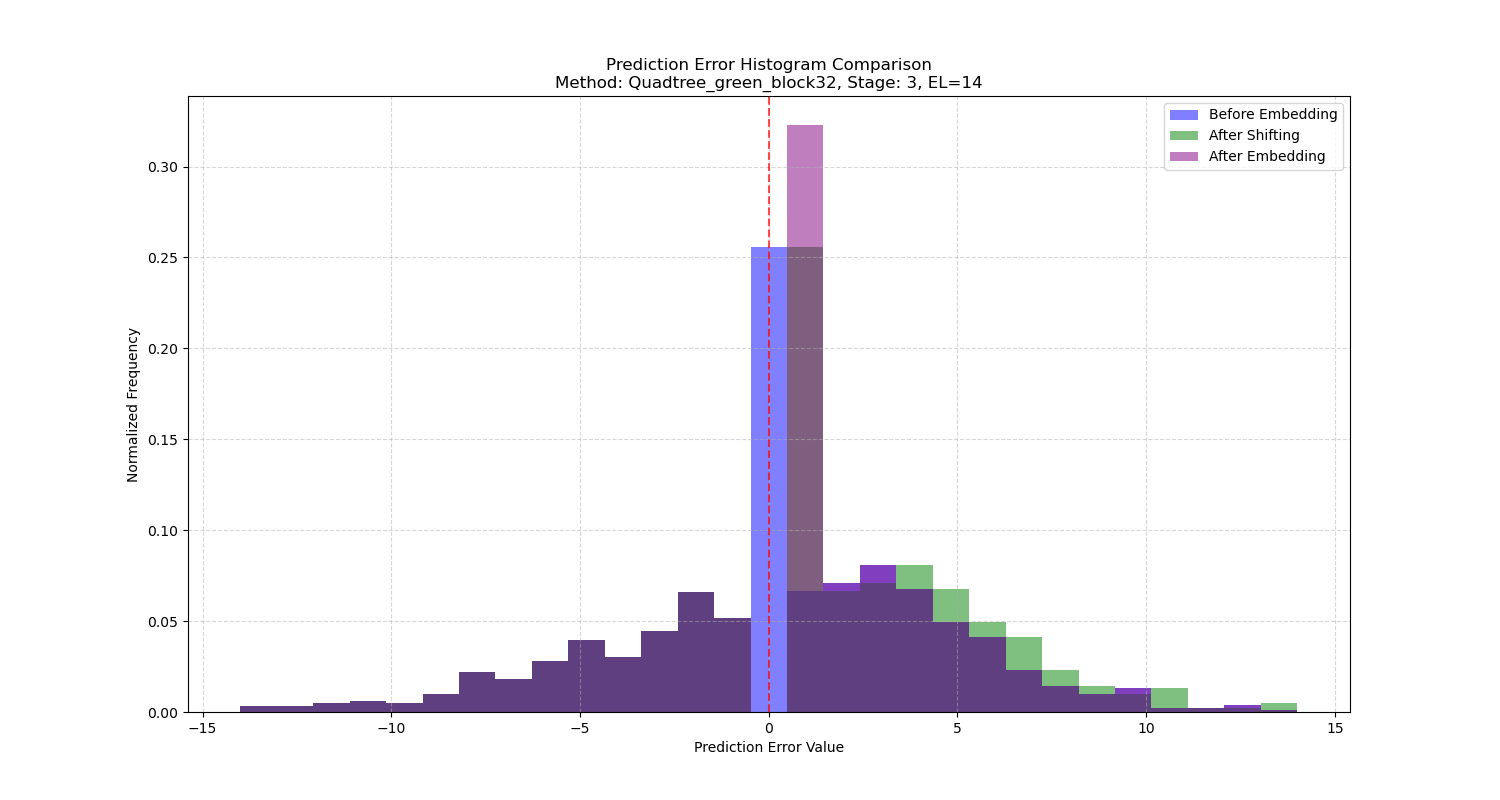 Prediction Error Histogram Comparison
Method: Quadtree_green_block32, Stage: 3, EL=14
Before Embedding
After Shifting
After Embedding
0.30
0.25
0.20
0.15
0.10
0.05
0.00
Normalized Frequency
−15
−10
−5
0
5
10
15
Prediction Error Value